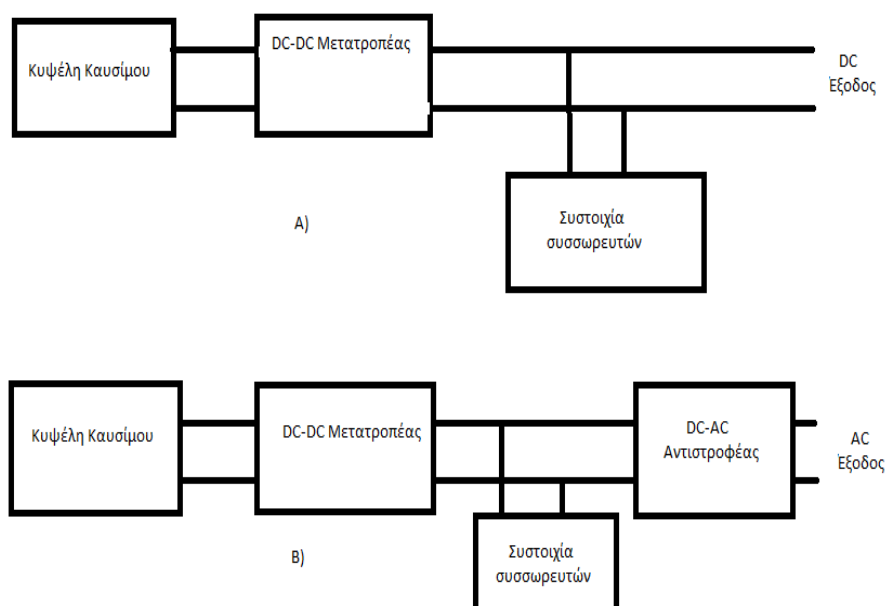 Κυψέλη Καυσίμου
DC-DC Μετατροπέας
DC
Έξοδος
Συστοιχία
συσσωρευτών
Α)
Κυψέλη Καυσίμου
DC-DC Μετατροπέας
DC-AC
Αντιστροφέας
AC
Έξοδος
Συστοιχία
συσσωρευτών
Β)